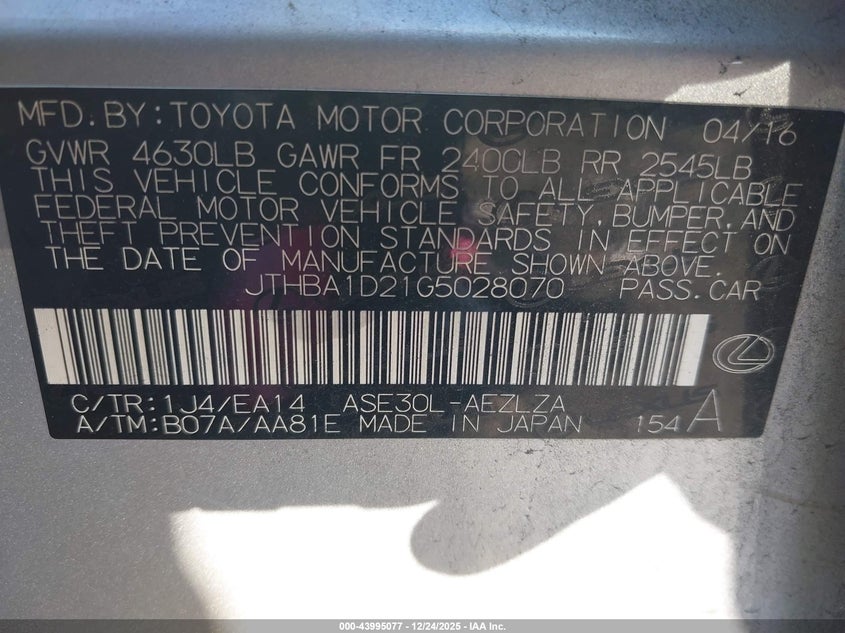 MFD. BY: TOYOTA MOTOR CORPORATION 04/16
GVWR 4630LB GAWR FR 2400LB RR 2545LB
THIS VEHICLE CONFORMS TO ALL APPLICABLE
FEDERAL MOTOR VEHICLE SAFETY, BUMPER, AND
THEFT PREVENTION STANDARDS IN EFFECT ON
THE DATE OF MANUFACTURE SHOWN ABOVE.
JTHBA1D21G5028070 PASS. CAR
C/TR: 1J4/EA14 ASE30L-AEZLZA
A/TM: B07A/AA81E MADE IN JAPAN 154 A
000-43995077 - 12/24/2025 - IAA Inc.